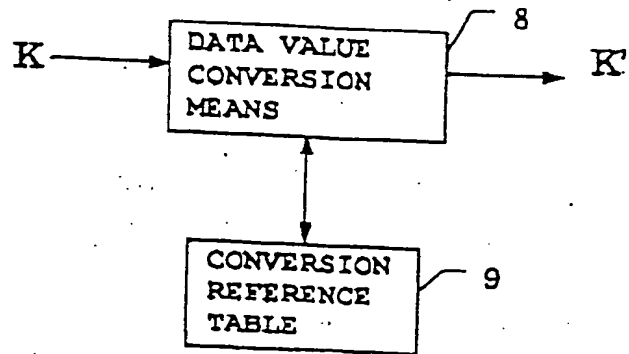 8
K
DATA VALUE
CONVERSION
MEANS
K'
CONVERSION
REFERENCE
TABLE
9